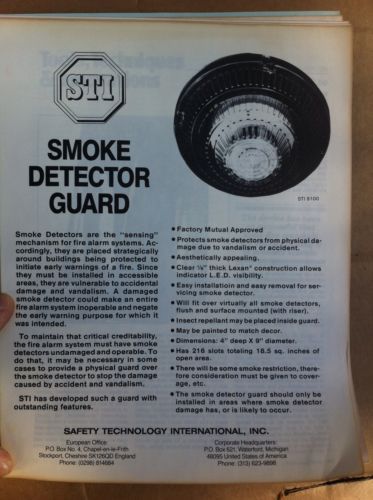 STI
SMOKE
DETECTOR
GUARD
STI 8100
Smoke Detectors are the "sensing"
mechanism for fire alarm systems. Ac-
cordingly, they are placed strategically
around buildings being protected to
initiate early warnings of a fire. Since
they must be installed in accessible
areas, they are vulnerable to accidental
damage and vandalism. A damaged
smoke detector could make an entire
fire alarm system inoperable and negate
the early warning purpose for which it
was intended.
To maintain that critical creditability,
the fire alarm system must have smoke
detectors undamaged and operable. To
do that, it may be necessary in some
cases to provide a physical guard over
the smoke detector to stop the damage
caused by accident and vandalism.
STI has developed such a guard with
outstanding features.
• Factory Mutual Approved
• Protects smoke detectors from physical da-
mage due to vandalism or accident.
• Aesthetically appealing.
• Clear ⅛" thick Lexan® construction allows
indicator L.E.D. visibility.
• Easy installation and easy removal for ser-
vicing smoke detector.
• Will fit over virtually all smoke detectors,
flush and surface mounted (with riser).
• Insect repellant may be placed inside guard.
• May be painted to match decor.
• Dimensions: 4" deep X 9" diameter.
• Has 216 slots totaling 18.5 sq. inches of
open area.
• There will be some smoke restriction, there-
fore consideration must be given to cover-
age, etc.
• The smoke detector guard should only be
installed in areas where smoke detector
damage has, or is likely to occur.
SAFETY TECHNOLOGY INTERNATIONAL, INC.
European Office:
P.O. Box No. 4, Chapel-en-le-Frith
Stockport, Cheshire SK126QD England
Phone: (0298) 814664
Corporate Headquarters:
P.O. Box 521, Waterford, Michigan
48095 United States of America
Phone: (313) 623-9898